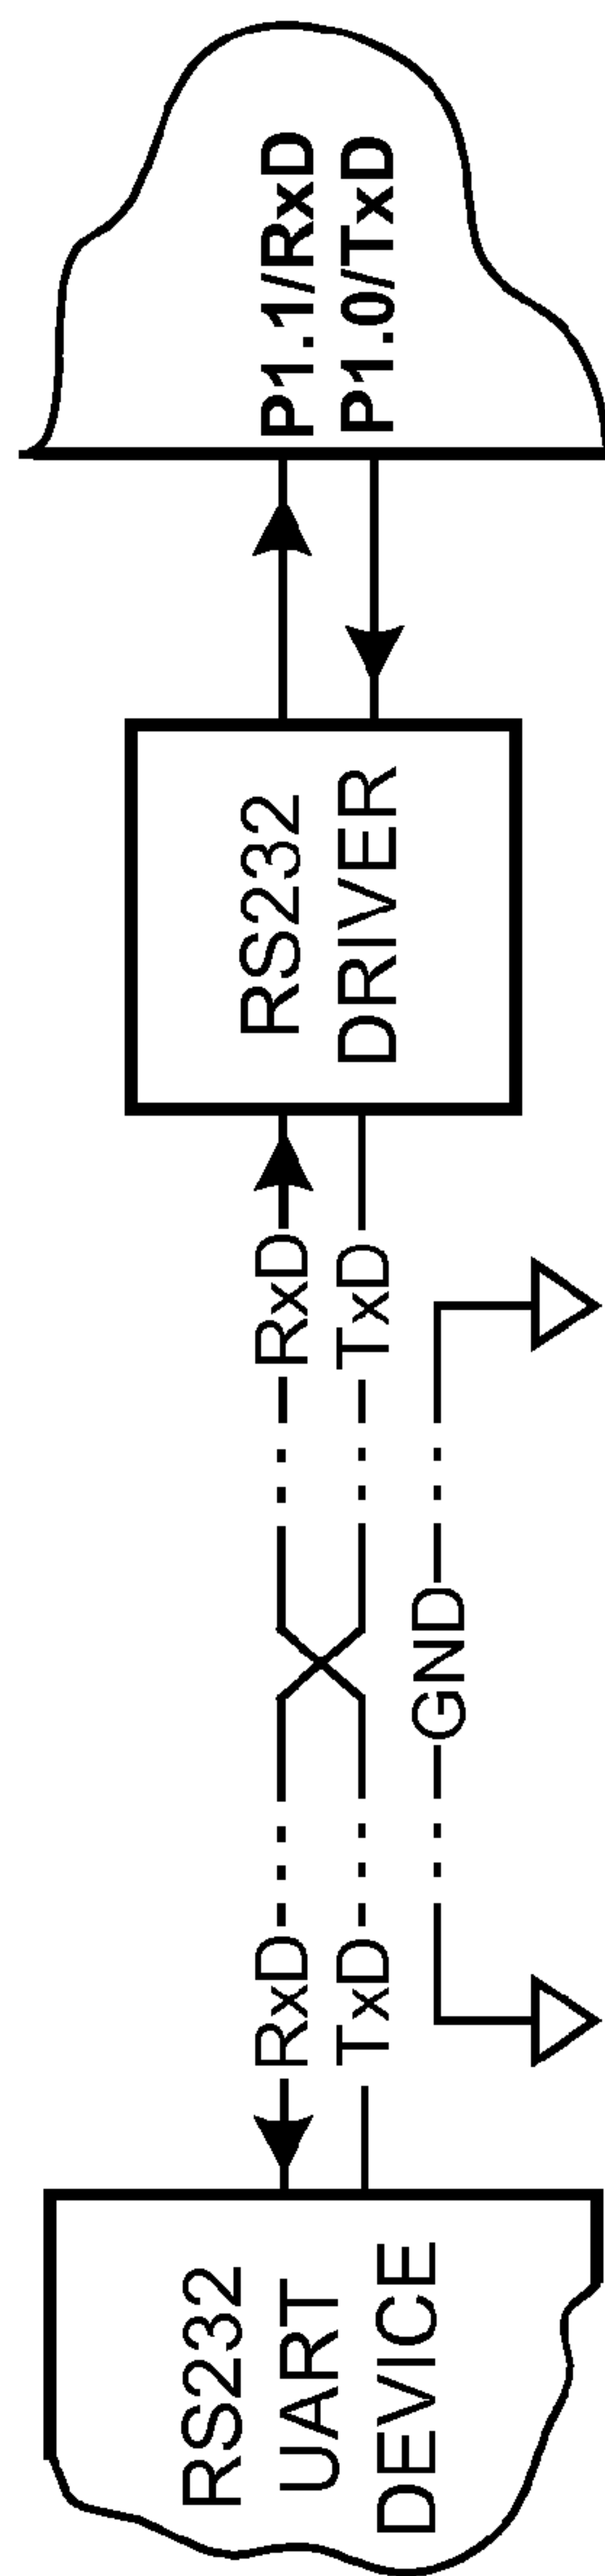 RS232
UART
DEVICE
RxD
TxD
GND
RxD
TxD
RS232
DRIVER
P1.1/RxD
P1.0/TxD